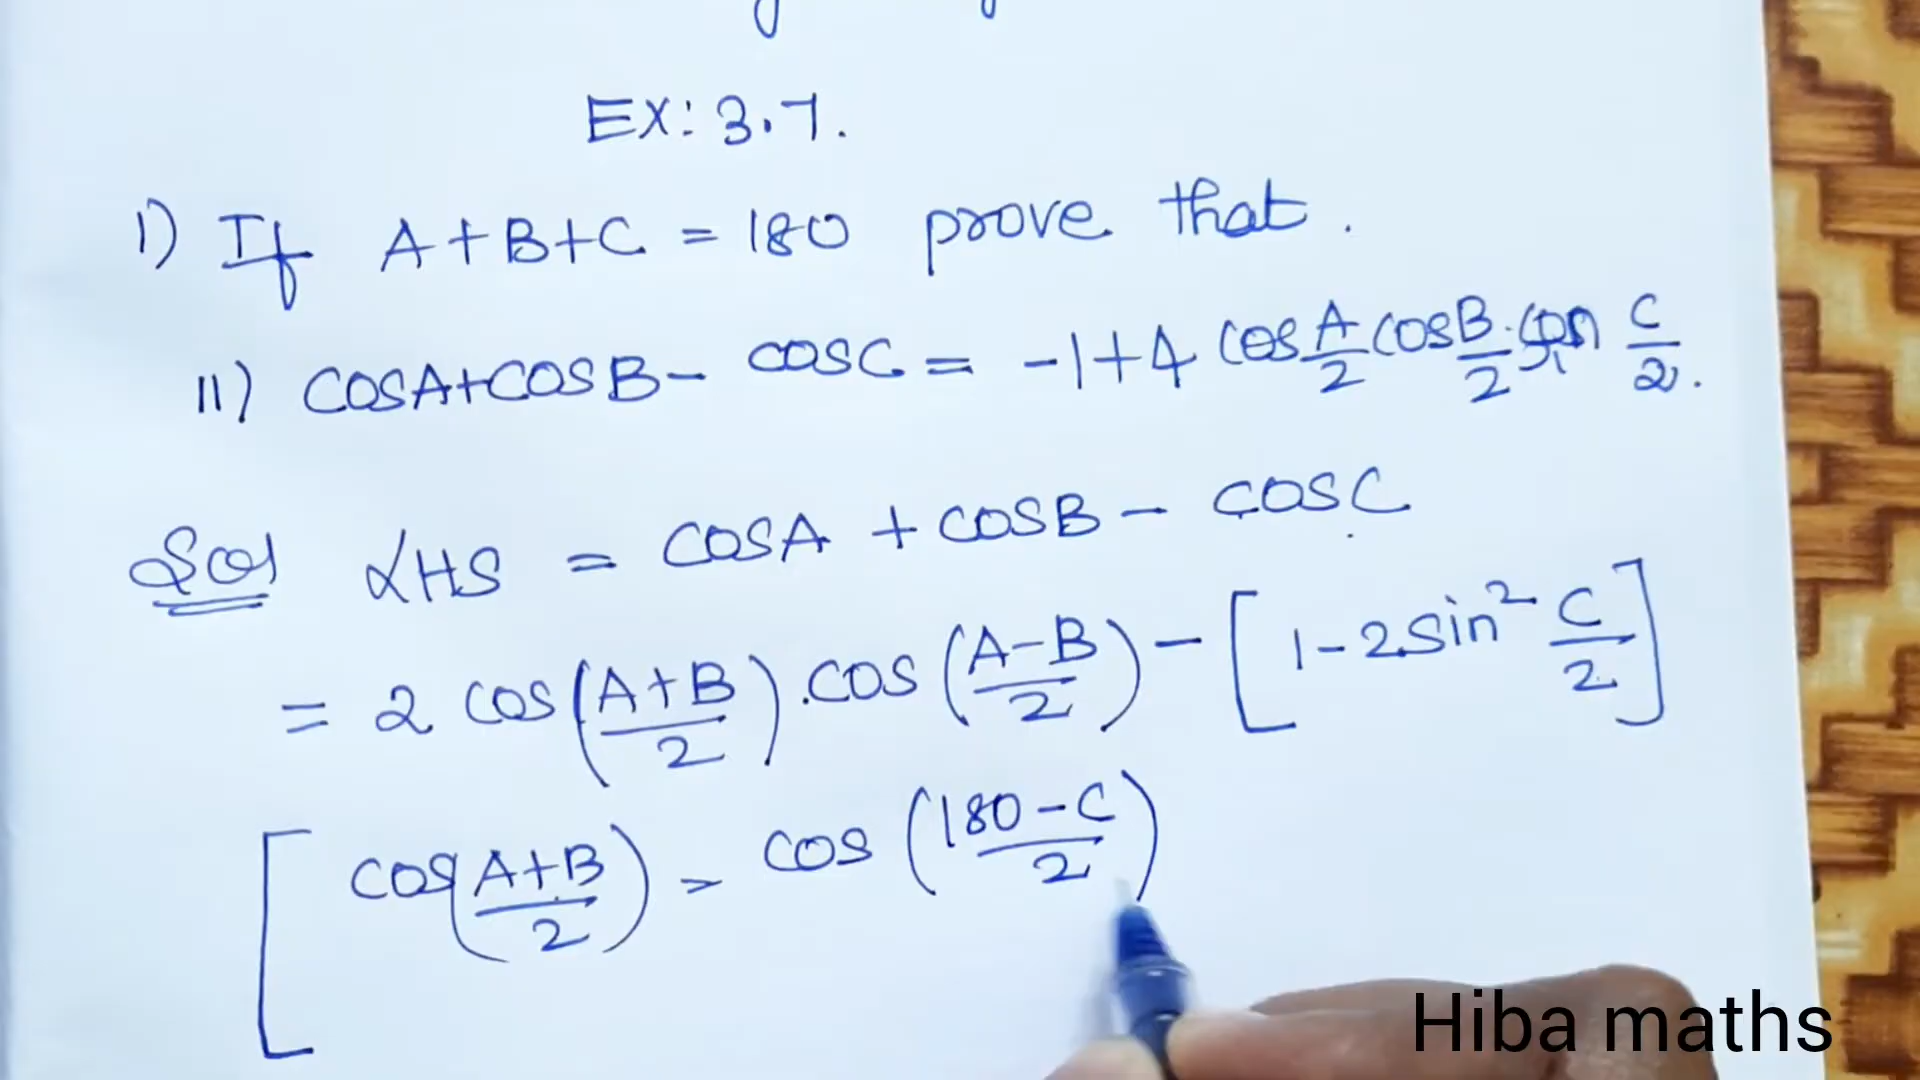 EX: 3.7.
1) If A+B+C = 180 prove that.
11) COSA+COSB- COSC = -1+4 cos A/2 cos B/2 . sin C/2.
Sol LHS = COSA + COSB - COSC
= 2 cos(A+B/2).cos(A-B/2) - [1-2sin² C/2]
[cos(A+B/2) = cos(180-C/2)
Hiba maths